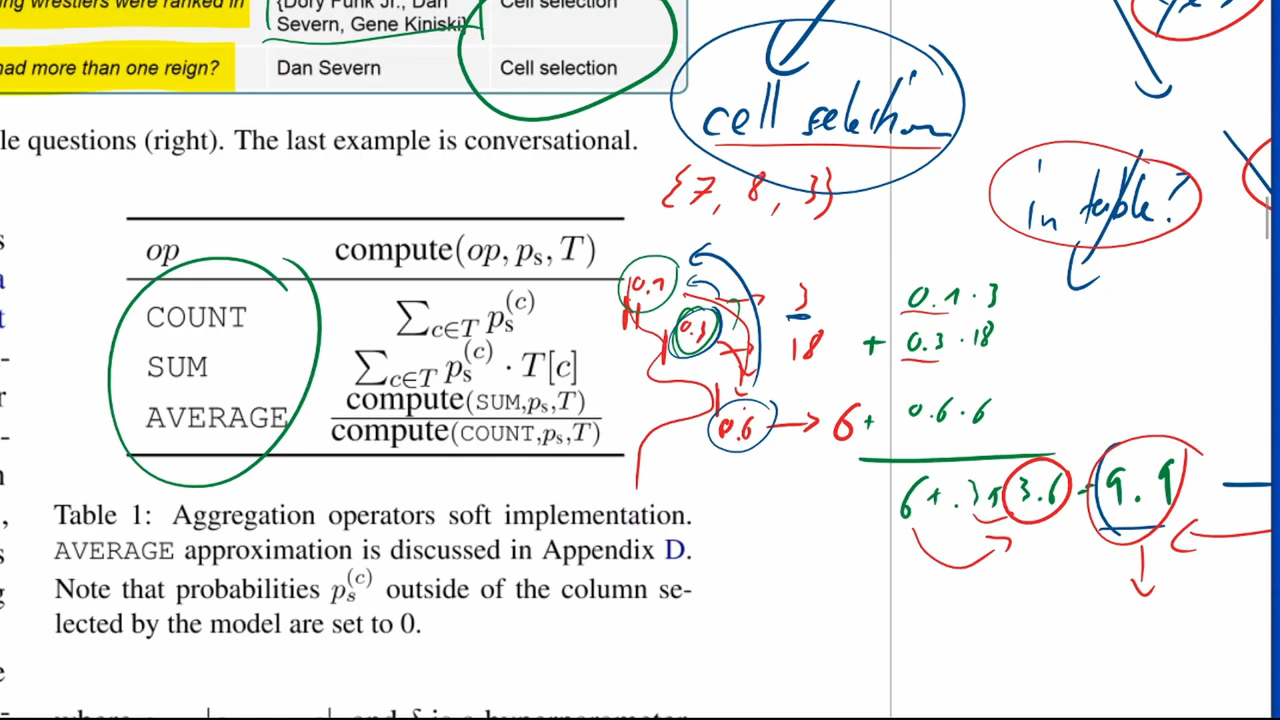 ng wrestlers were ranked in {Dory Funk Jr., Dan Severn, Gene Kiniski} Cell selection
had more than one reign? Dan Severn Cell selection
le questions (right). The last example is conversational.
cell selection
{7, 8, 3}
in table?
op compute(op, pₛ, T)
COUNT ∑_{c∈T} pₛ^{(c)}
SUM ∑_{c∈T} pₛ^{(c)} · T[c]
AVERAGE compute(SUM,pₛ,T)
compute(COUNT,pₛ,T)
0.1 3 0.1 · 3
0.3 18 + 0.3 · 18
0.6 → 6 + 0.6 · 6
3.6
9.9
Table 1: Aggregation operators soft implementation.
AVERAGE approximation is discussed in Appendix D.
Note that probabilities pₛ^{(c)} outside of the column se-
lected by the model are set to 0.